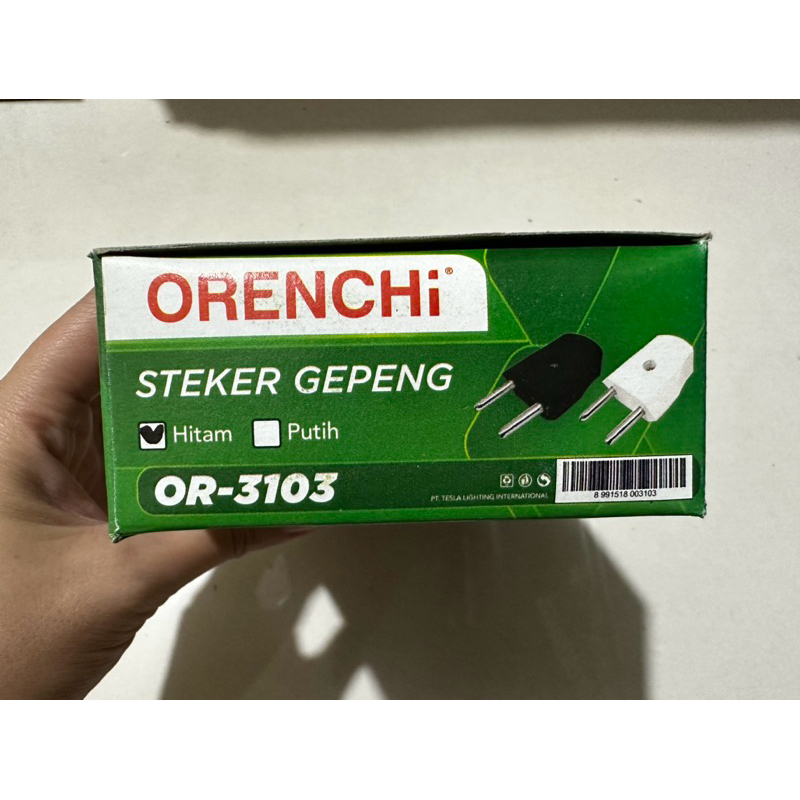 ORENCHi®
STEKER GEPENG
Hitam Putih
OR-3103
PT. TESLA LIGHTING INTERNATIONAL
8 991518 003103